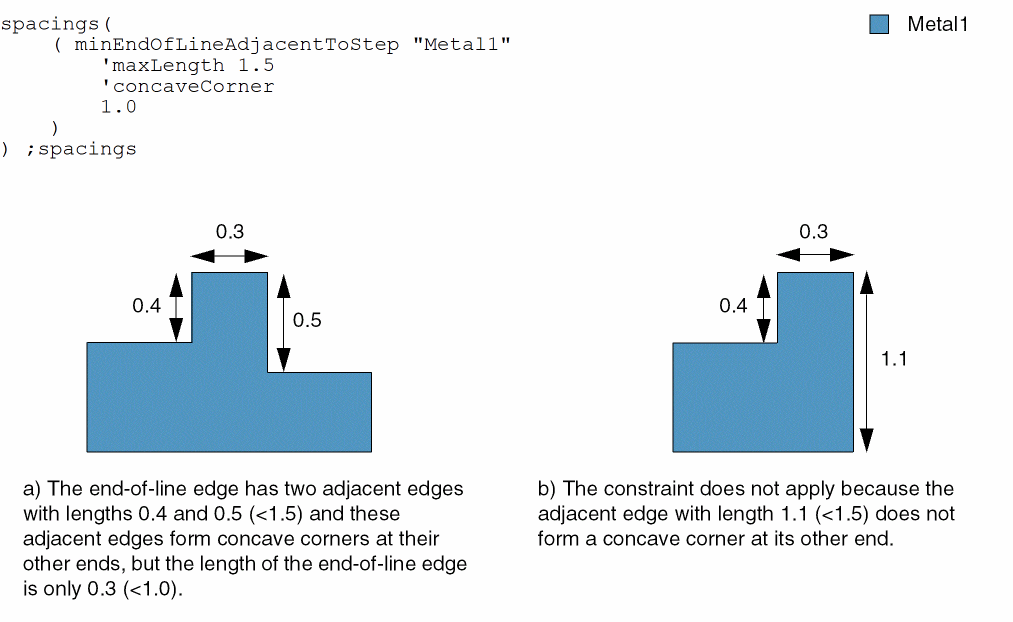 spacings(
( minEndOfLineAdjacentToStep "Metal1"
'maxLength 1.5
'concaveCorner
1.0
)
) ;spacings
Metal1
0.3
0.4
0.5
0.3
0.4
1.1
a) The end-of-line edge has two adjacent edges
with lengths 0.4 and 0.5 (<1.5) and these
adjacent edges form concave corners at their
other ends, but the length of the end-of-line edge
is only 0.3 (<1.0).
b) The constraint does not apply because the
adjacent edge with length 1.1 (<1.5) does not
form a concave corner at its other end.